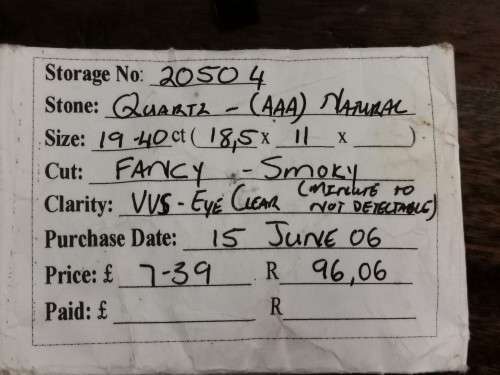 Storage No: 20504
Stone: QUARTZ - (AAA) NATURAL
Size: 19-40 ct ( 18,5 x 11 x )
Cut: FANCY - SMOKY
Clarity: VVS - EYE CLEAR (MINUTE TO NOT DETECTABLE)
Purchase Date: 15 JUNE 06
Price: £ 7-39 R 96,06
Paid: £ R